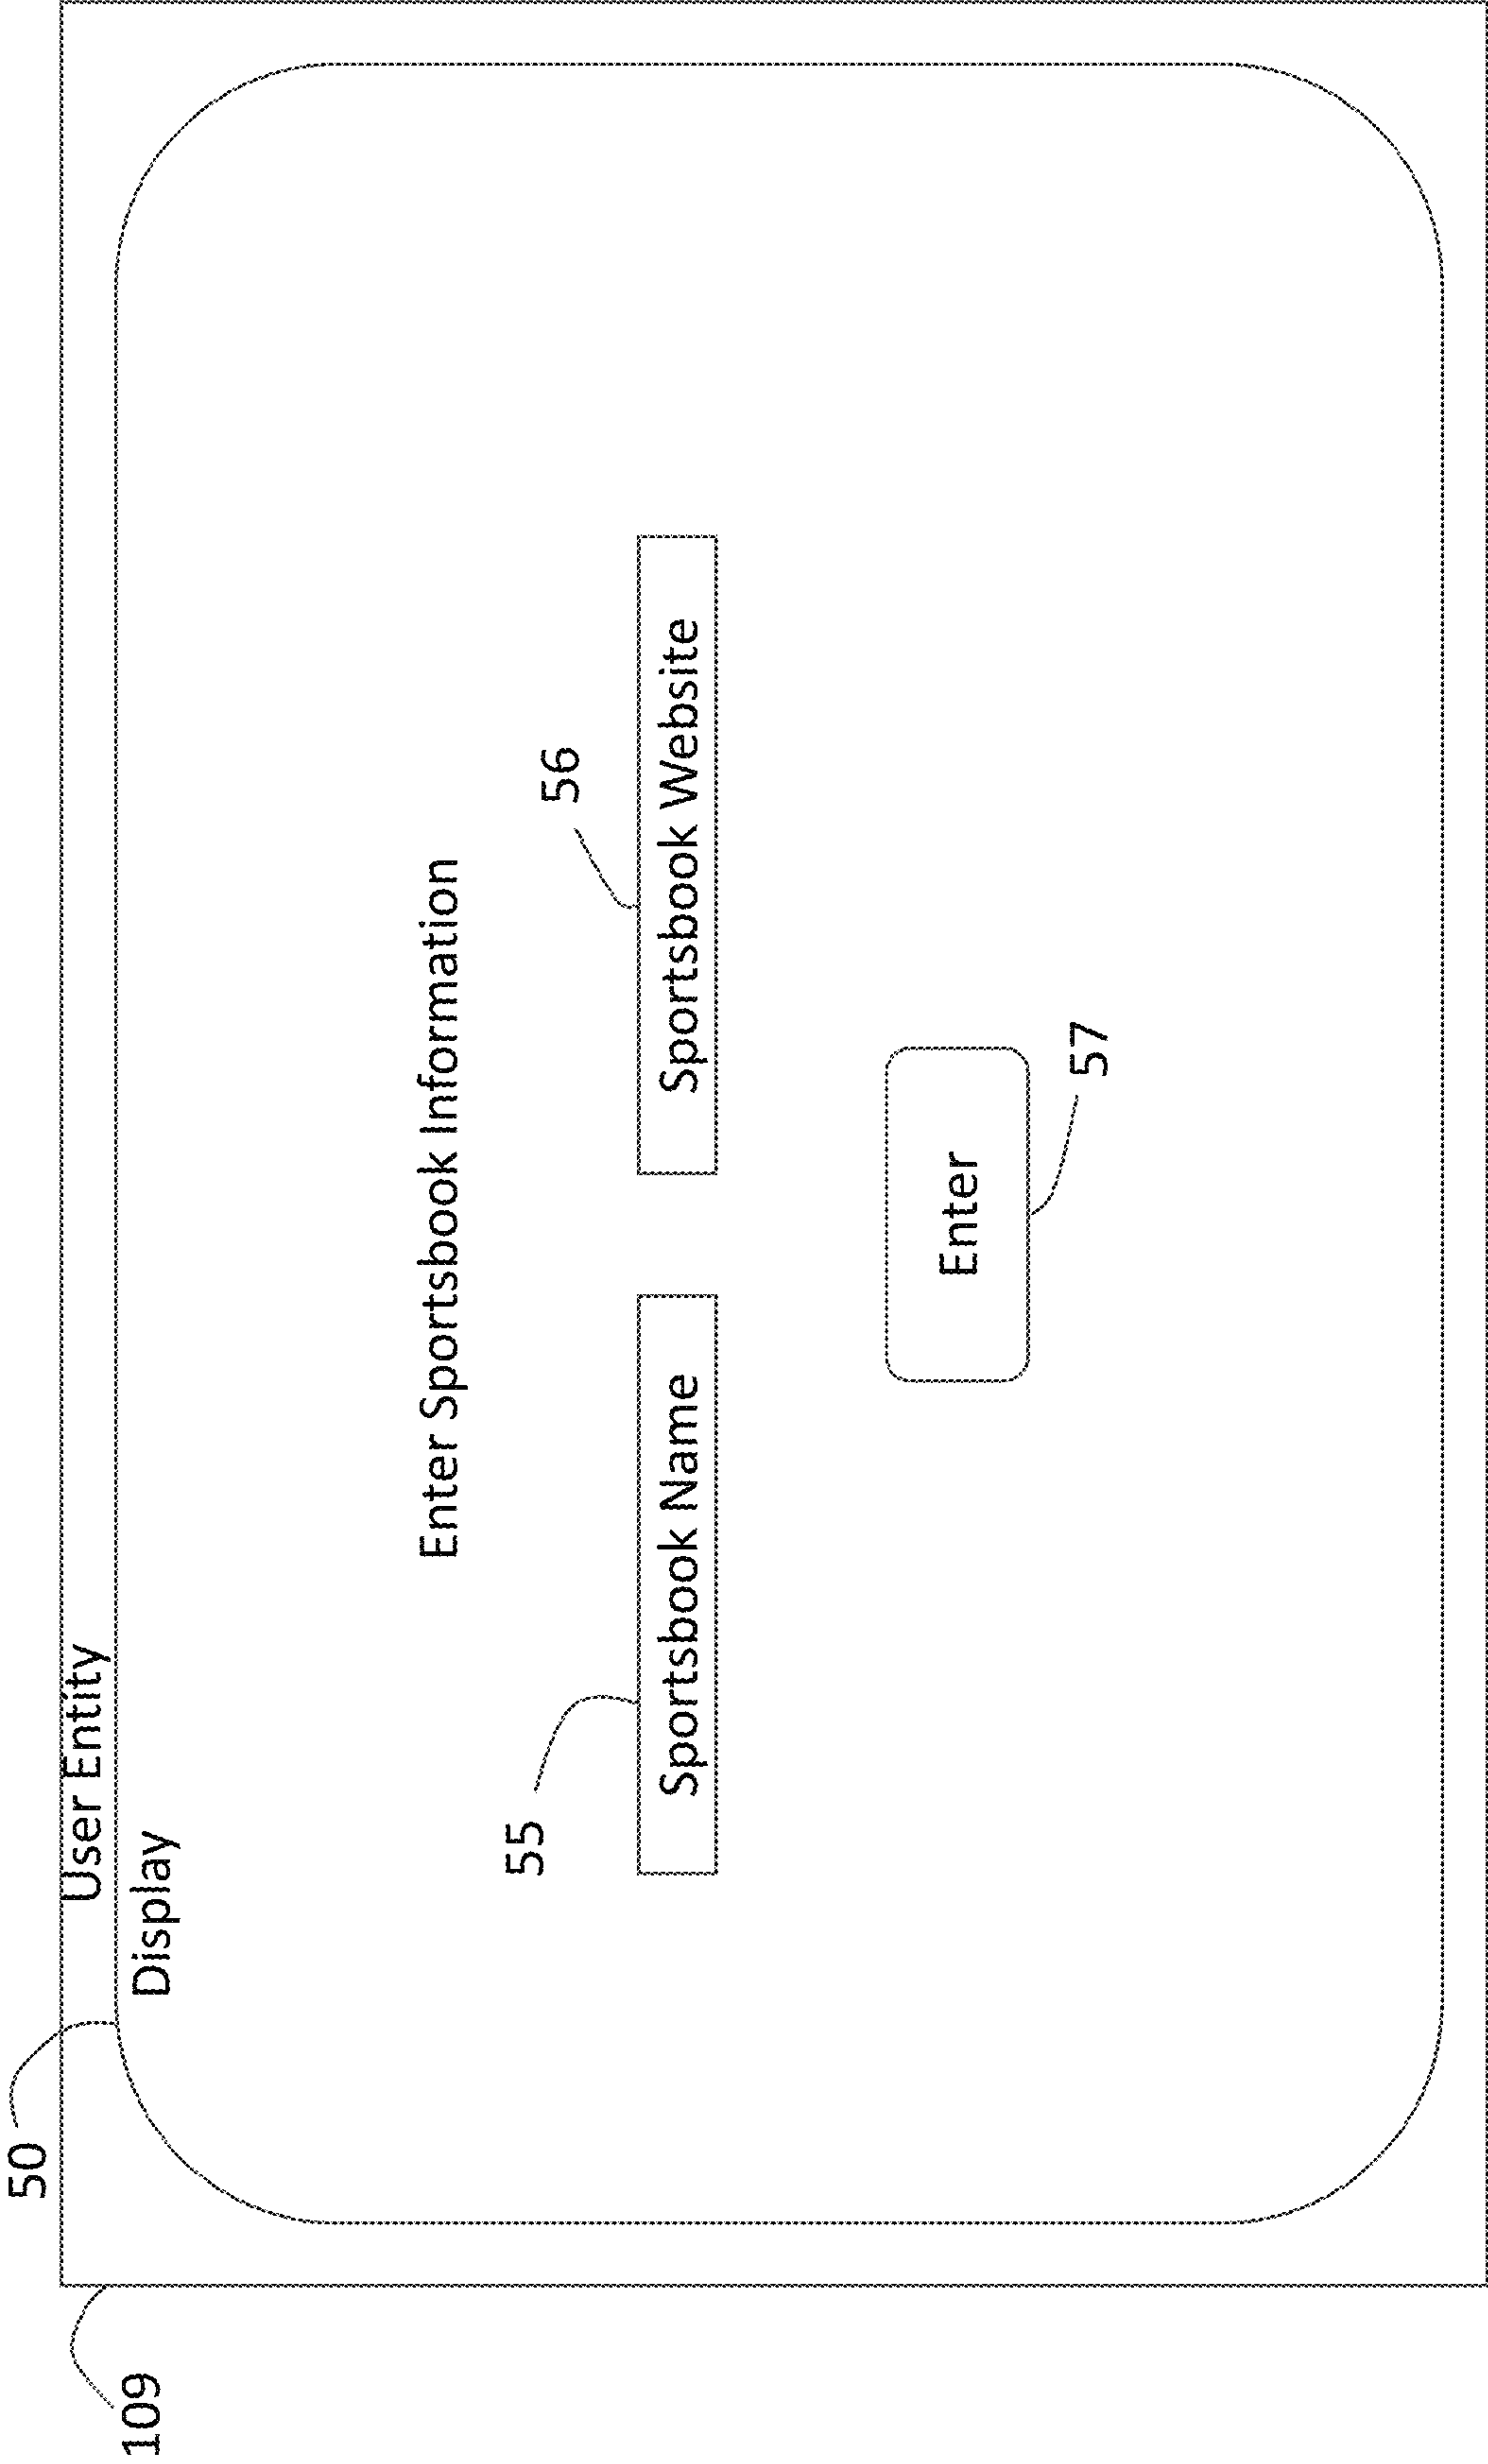 109
50
User Entity
Display
Enter Sportsbook Information
55
56
Sportsbook Name
Sportsbook Website
Enter
57